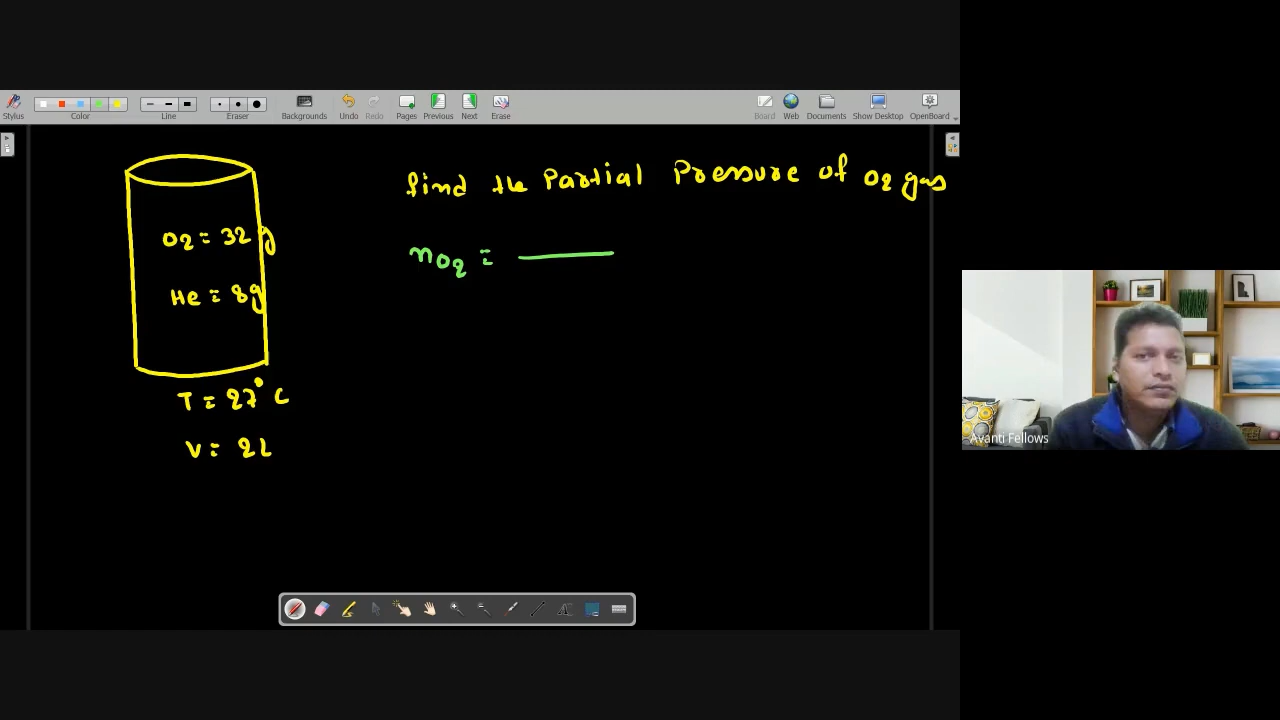 Stylus
Color
Line
Eraser
Backgrounds
Undo
Redo
Pages
Previous
Next
Erase
Board
Web
Documents
Show Desktop
OpenBoard
find the Partial Pressure of O2 gas
O2 = 32 g
nO2 =
He = 8g
T = 27° C
V = 2L
Avanti Fellows